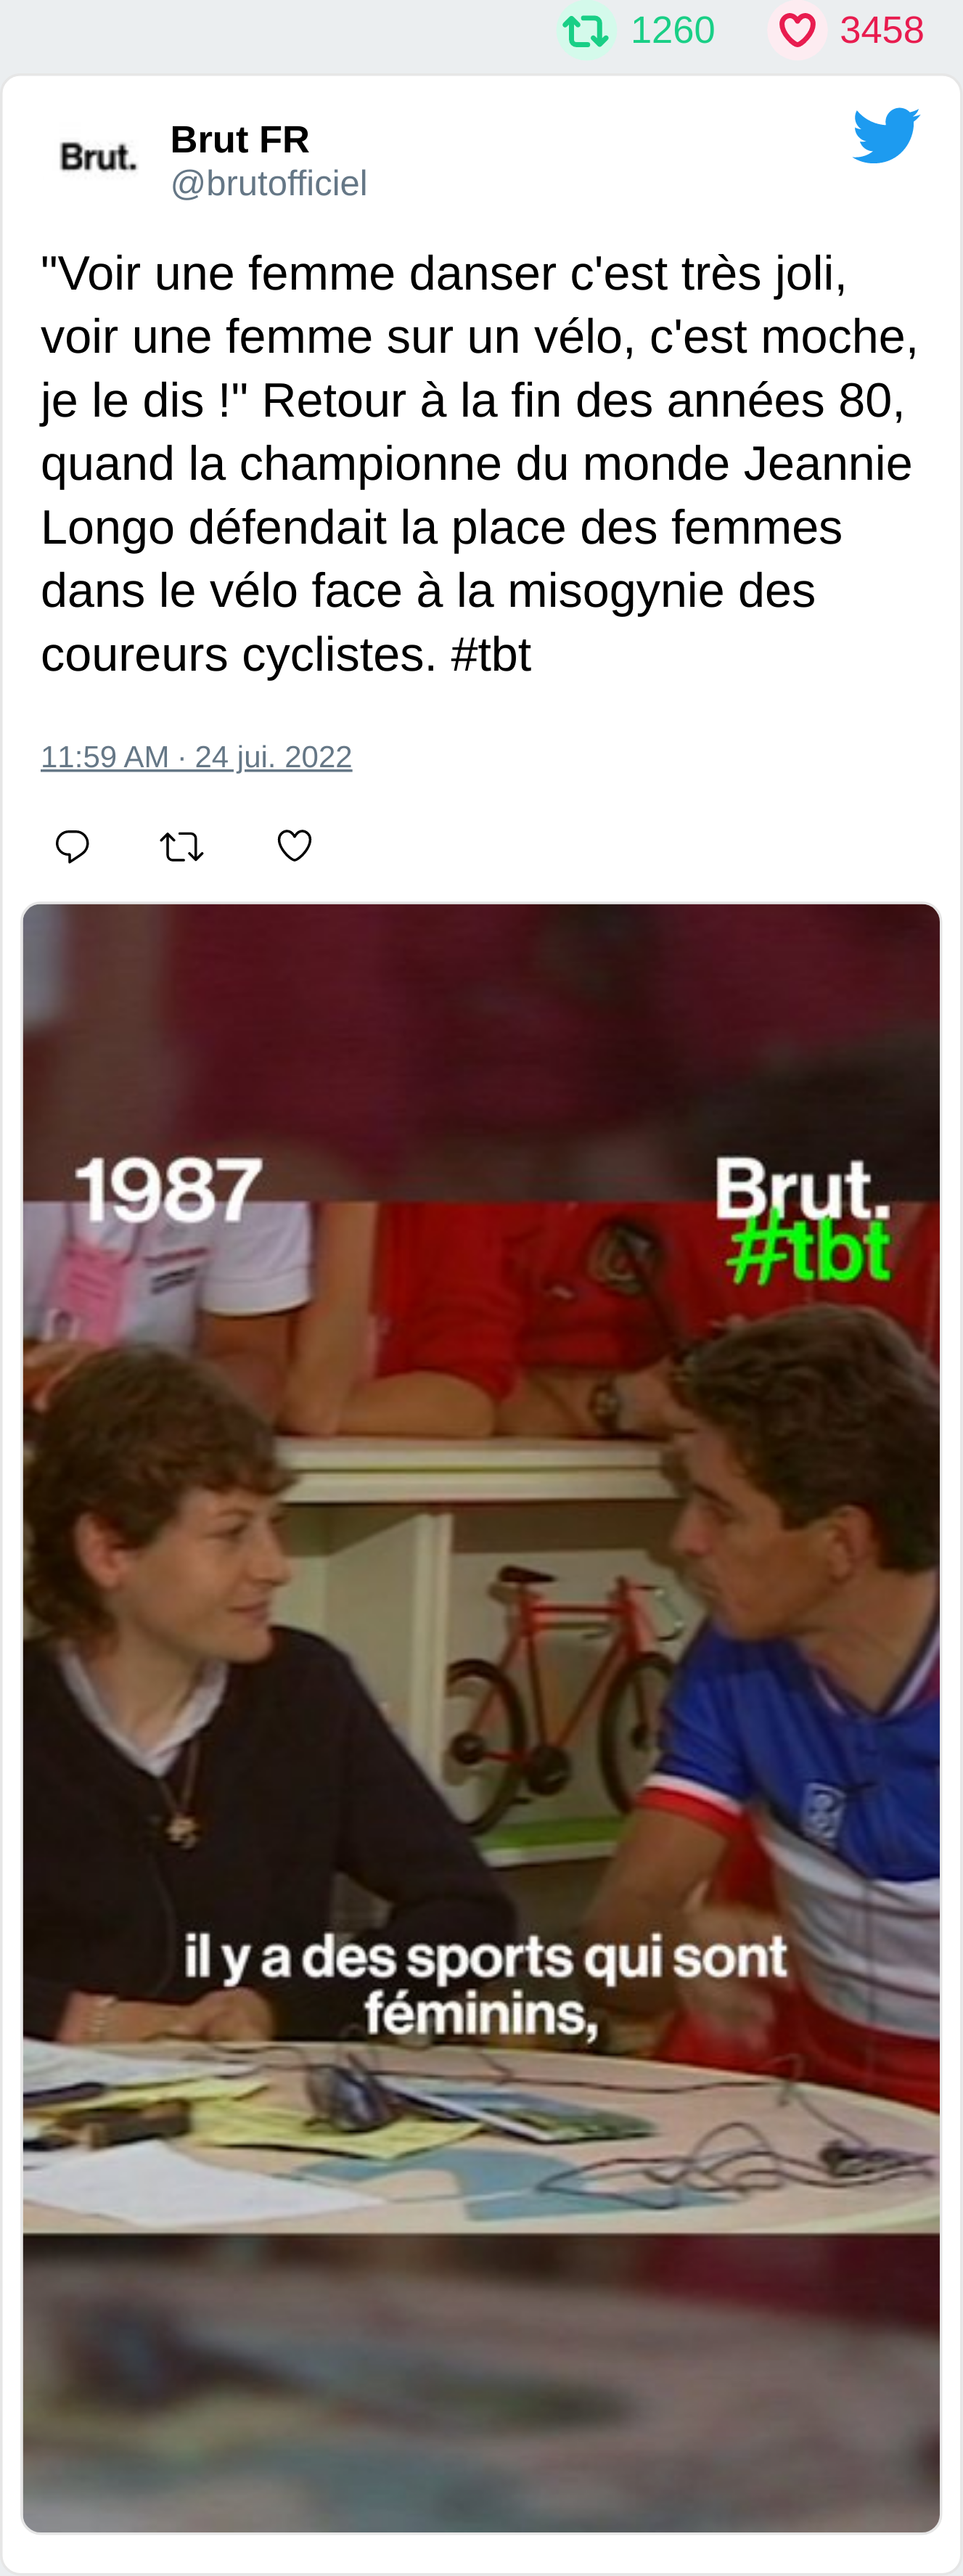 1260 3458
Brut.
Brut FR
@brutofficiel
"Voir une femme danser c'est très joli,
voir une femme sur un vélo, c'est moche,
je le dis !" Retour à la fin des années 80,
quand la championne du monde Jeannie
Longo défendait la place des femmes
dans le vélo face à la misogynie des
coureurs cyclistes. #tbt
11:59 AM · 24 jui. 2022
1987
Brut.
#tbt
il y a des sports qui sont
féminins,